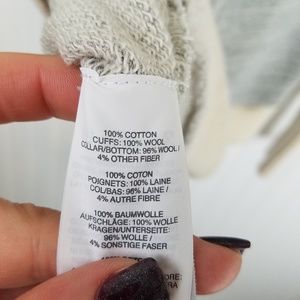 100% COTTON
CUFFS: 100% WOOL
COLLAR/BOTTOM: 96% WOOL/
4% OTHER FIBER
100% COTON
POIGNETS: 100% LAINE
COL/BAS: 96% LAINE/
4% AUTRE FIBRE
100% BAUMWOLLE
AUFSCHLÄGE: 100% WOLLE
KRAGEN/UNTERSEITE:
96% WOLLE /
4% SONSTIGE FASER
100%